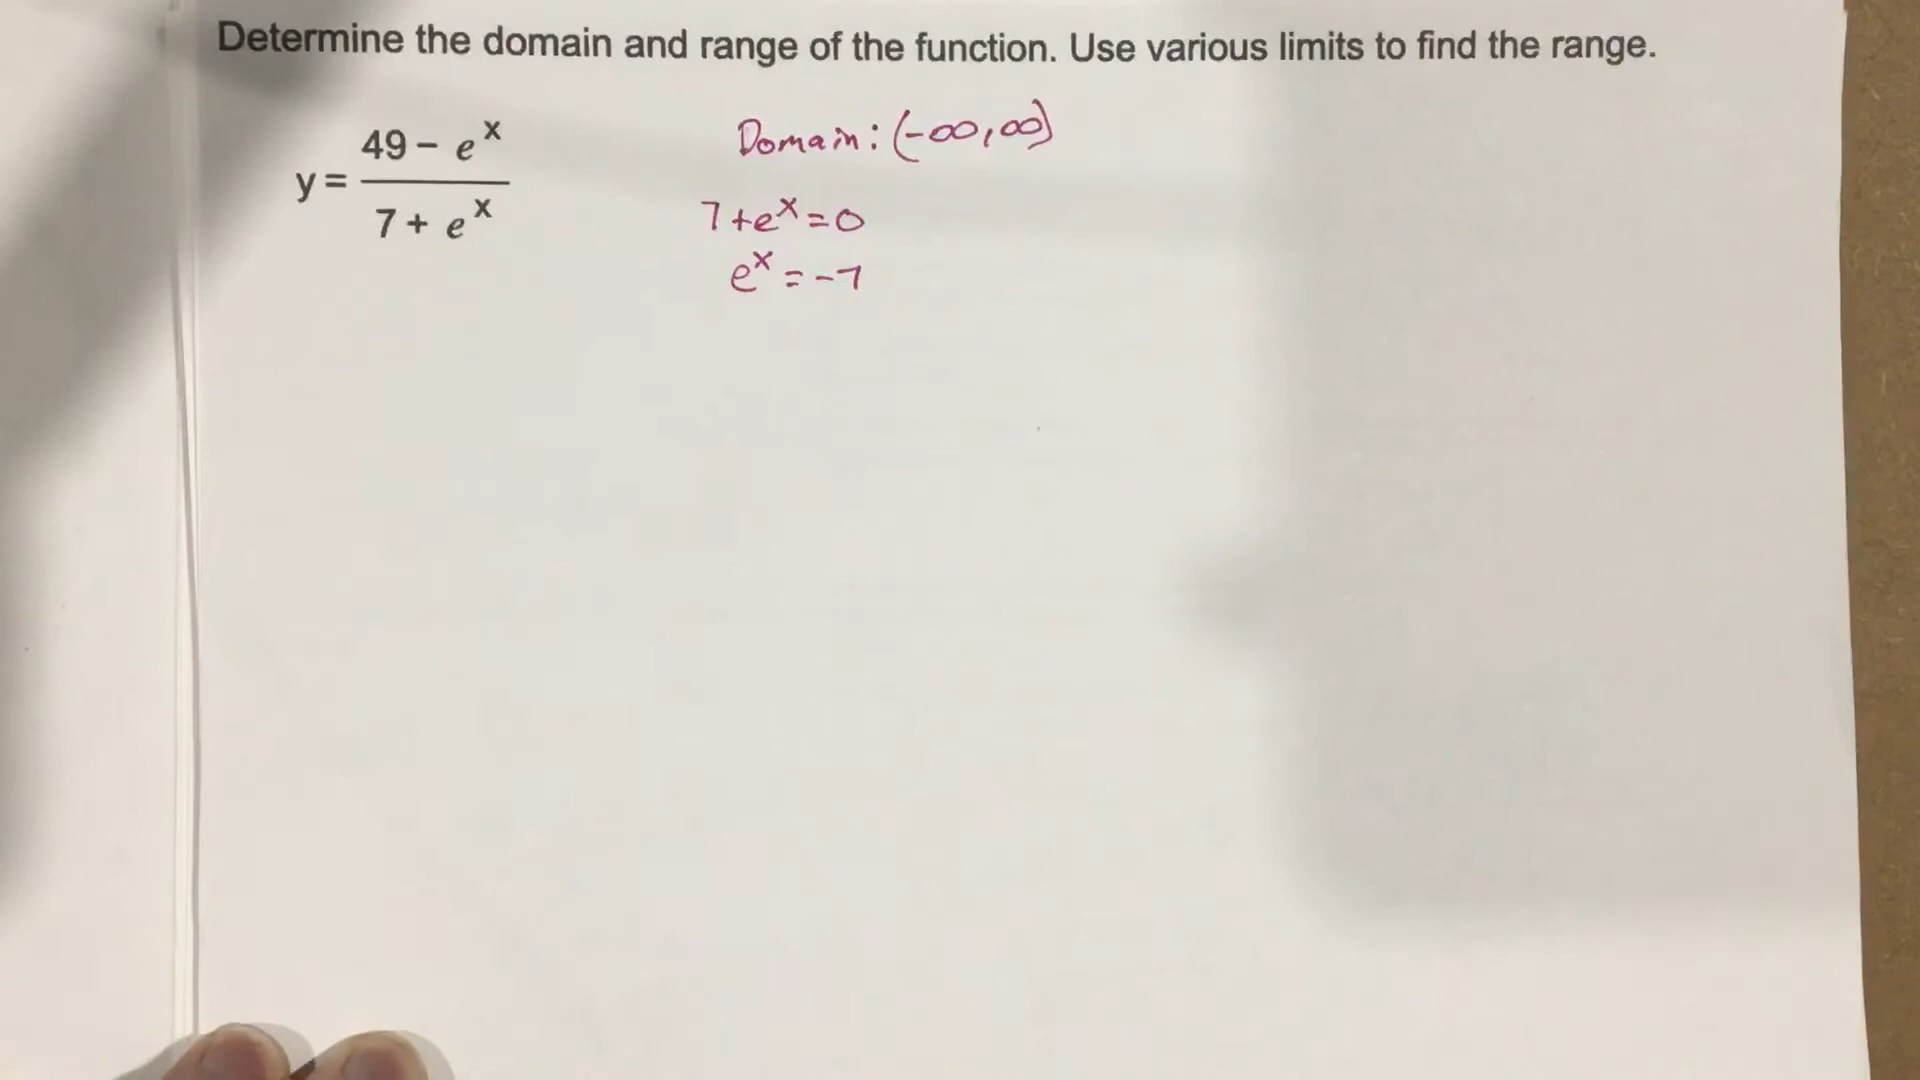 Determine the domain and range of the function. Use various limits to find the range.
y = (49 - e^x) / (7 + e^x)
Domain: (-∞, ∞)
7 + e^x = 0
e^x = -7